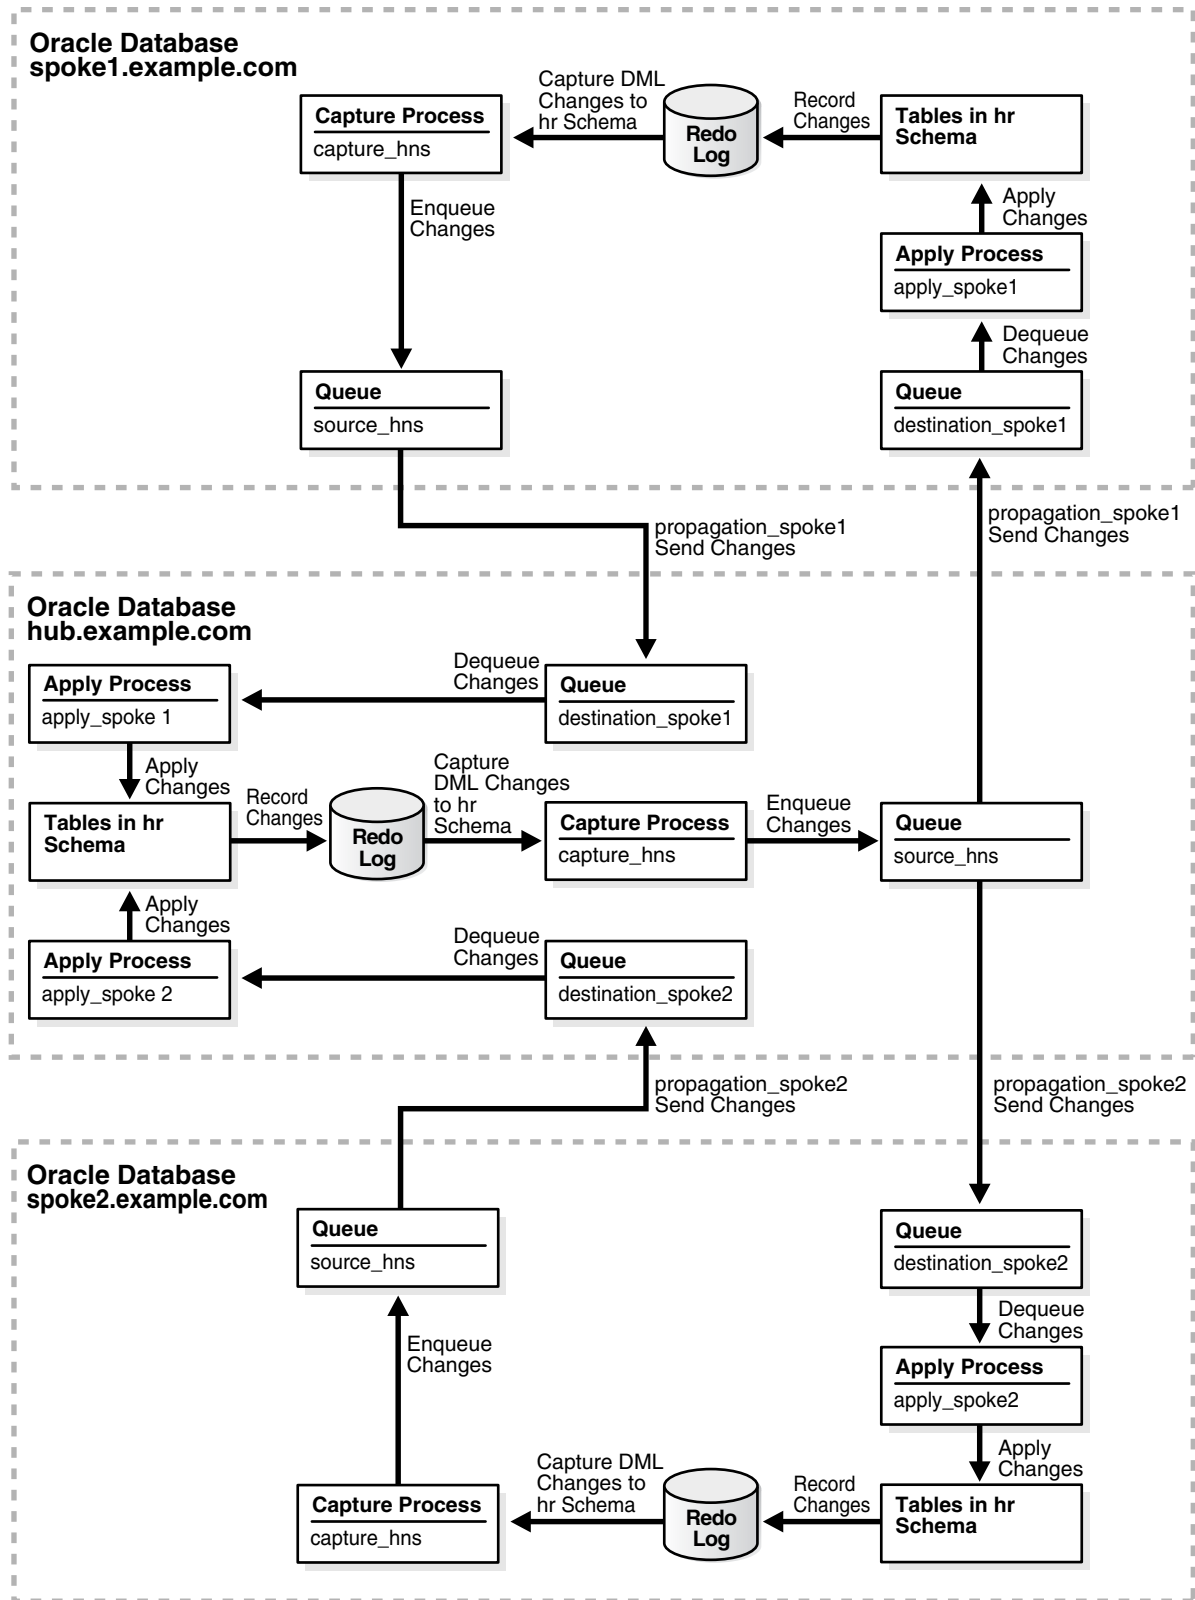 Oracle Database
spoke1.example.com
Capture Process
capture_hns
Capture DML
Changes to
hr Schema
Redo
Log
Record
Changes
Tables in hr
Schema
Enqueue
Changes
Apply
Changes
Apply Process
apply_spoke1
Dequeue
Changes
Queue
source_hns
Queue
destination_spoke1
propagation_spoke1
Send Changes
propagation_spoke1
Send Changes
Oracle Database
hub.example.com
Apply Process
apply_spoke 1
Dequeue
Changes
Queue
destination_spoke1
Apply
Changes
Tables in hr
Schema
Record
Changes
Redo
Log
Capture
DML Changes
to hr
Schema
Capture Process
capture_hns
Enqueue
Changes
Queue
source_hns
Apply
Changes
Apply Process
apply_spoke 2
Dequeue
Changes
Queue
destination_spoke2
propagation_spoke2
Send Changes
propagation_spoke2
Send Changes
Oracle Database
spoke2.example.com
Queue
source_hns
Queue
destination_spoke2
Enqueue
Changes
Dequeue
Changes
Apply Process
apply_spoke2
Apply
Changes
Capture Process
capture_hns
Capture DML
Changes to
hr Schema
Redo
Log
Record
Changes
Tables in hr
Schema